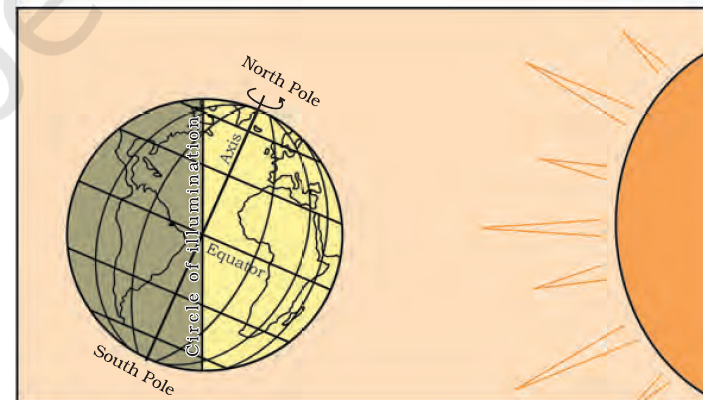 North Pole
Axis
Circle of illumination
Equator
South Pole